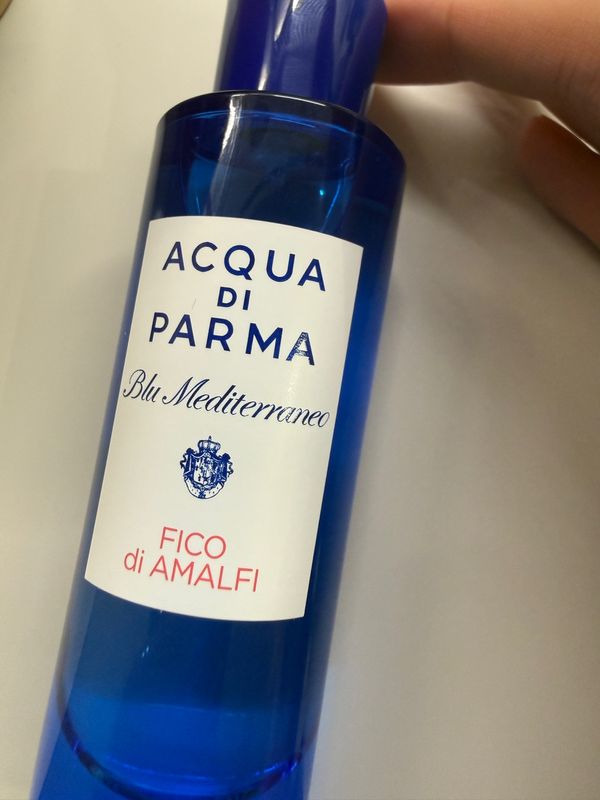 ACQUA
DI
PARMA
Blu Mediterraneo
FICO
di AMALFI